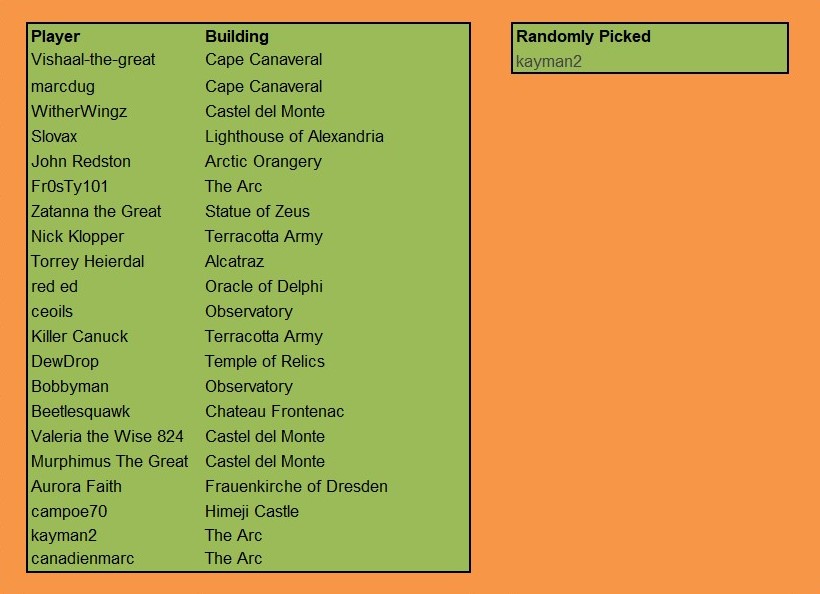 Player Building
Vishaal-the-great Cape Canaveral
marcdug Cape Canaveral
WitherWingz Castel del Monte
Slovax Lighthouse of Alexandria
John Redston Arctic Orangery
Fr0sTy101 The Arc
Zatanna the Great Statue of Zeus
Nick Klopper Terracotta Army
Torrey Heierdal Alcatraz
red ed Oracle of Delphi
ceoils Observatory
Killer Canuck Terracotta Army
DewDrop Temple of Relics
Bobbyman Observatory
Beetlesquawk Chateau Frontenac
Valeria the Wise 824 Castel del Monte
Murphimus The Great Castel del Monte
Aurora Faith Frauenkirche of Dresden
campoe70 Himeji Castle
kayman2 The Arc
canadienmarc The Arc
Randomly Picked
kayman2